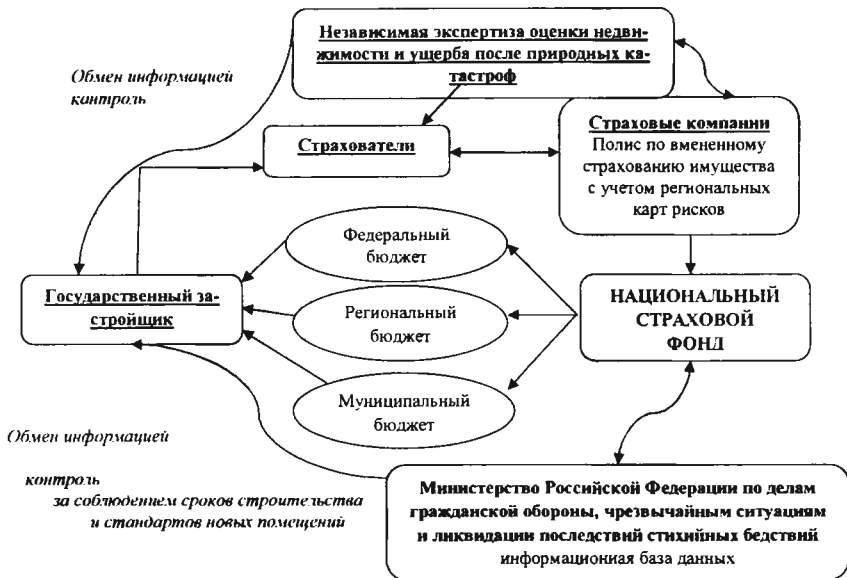 Независимая экспертиза оценки недви-
жимости и ущерба после природных ка-
тастроф
Обмен информацией
контроль
Страхователи
Страховые компании
Полис по вмененному
страхованию имущества
с учетом региональных
карт рисков
Федеральный
бюджет
Государственный за-
стройщик
Региональный
бюджет
НАЦИОНАЛЬНЫЙ
СТРАХОВОЙ
ФОНД
Муниципальный
бюджет
Обмен информацией
контроль
за соблюдением сроков строительства
и стандартов новых помещений
Министерство Российской Федерации по делам
гражданской обороны, чрезвычайным ситуациям
и ликвидации последствий стихийных бедствий
информационная база данных